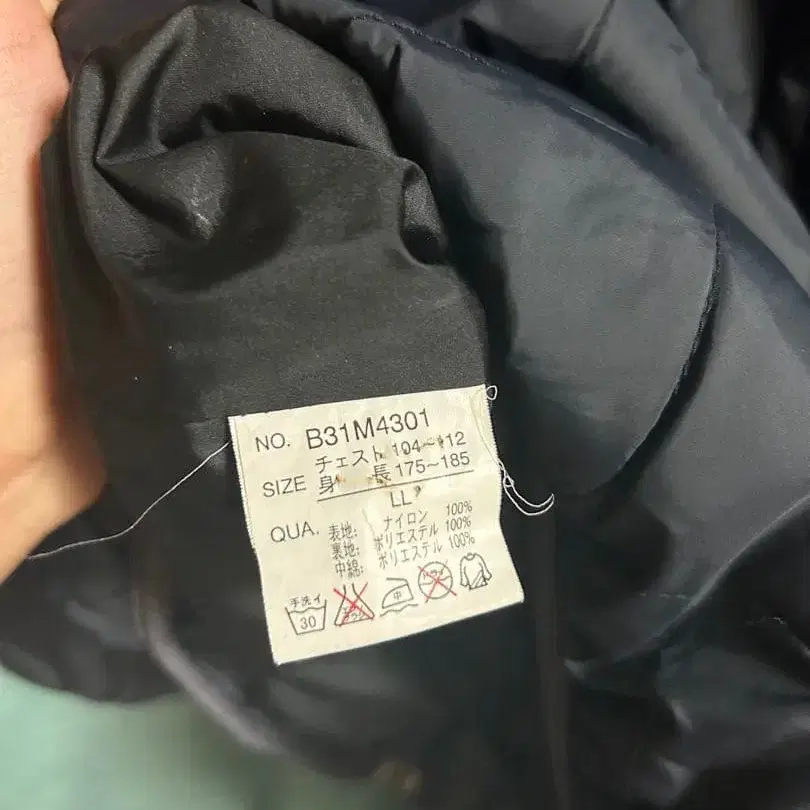 NO. B31M4301
チェスト 104~112
SIZE 身 長 175~185
LL
QUA. 表地: ナイロン 100%
裏地: ポリエステル 100%
中綿: ポリエステル 100%
手洗イ 30
中